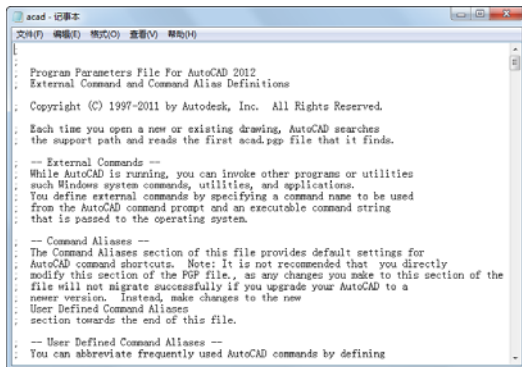 acad - 记事本
文件(F) 编辑(E) 格式(O) 查看(V) 帮助(H)
;
;
; Program Parameters File For AutoCAD 2012
; External Command and Command Alias Definitions
;
; Copyright (C) 1997-2011 by Autodesk, Inc.  All Rights Reserved.
;
; Each time you open a new or existing drawing, AutoCAD searches
; the support path and reads the first acad.pgp file that it finds.
;
; -- External Commands --
; While AutoCAD is running, you can invoke other programs or utilities
; such Windows system commands, utilities, and applications.
; You define external commands by specifying a command name to be used
; from the AutoCAD command prompt and an executable command string
; that is passed to the operating system.
;
; -- Command Aliases --
; The Command Aliases section of this file provides default settings for
; AutoCAD command shortcuts.  Note: It is not recommended that  you directly
; modify this section of the PGP file., as any changes you make to this section of the
; file will not migrate successfully if you upgrade your AutoCAD to a
; newer version.  Instead, make changes to the new
; User Defined Command Aliases
; section towards the end of this file.
;
; -- User Defined Command Aliases --
; You can abbreviate frequently used AutoCAD commands by defining